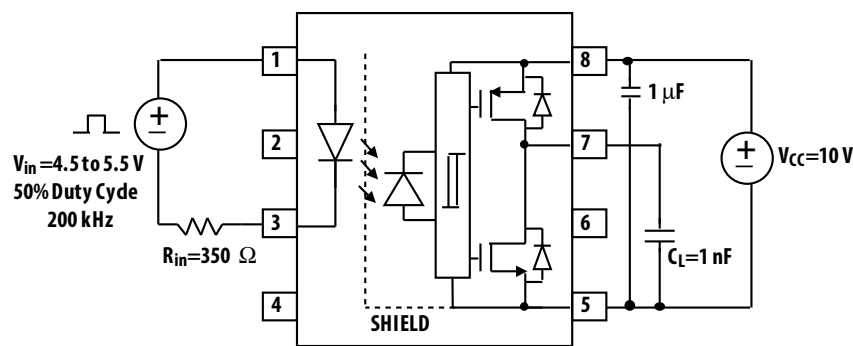 1
2
3
4
8
7
6
5
V_in =4.5 to 5.5 V
50% Duty Cycle
200 kHz
R_in=350 Ω
SHIELD
1 μF
V_CC=10 V
C_L=1 nF